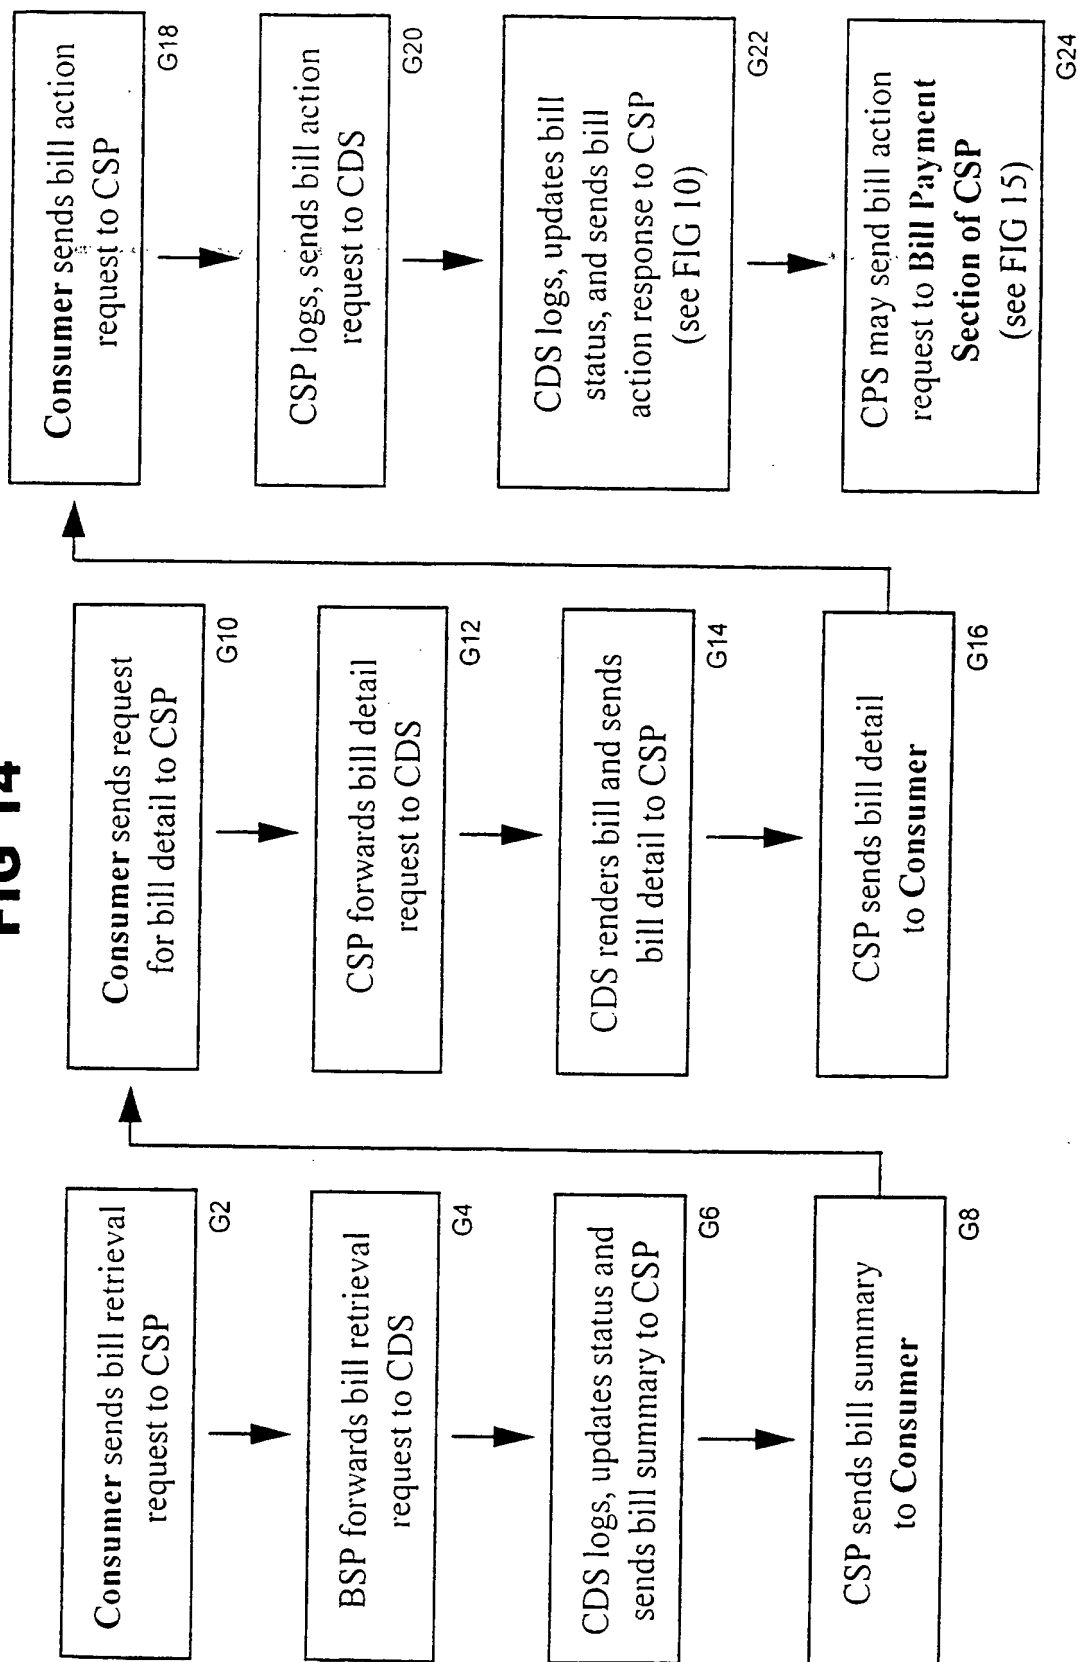 FIG 14
Consumer sends bill retrieval
request to CSP
G2
BSP forwards bill retrieval
request to CDS
G4
CDS logs, updates status and
sends bill summary to CSP
G6
CSP sends bill summary
to Consumer
G8
Consumer sends request
for bill detail to CSP
G10
CSP forwards bill detail
request to CDS
G12
CDS renders bill and sends
bill detail to CSP
G14
CSP sends bill detail
to Consumer
G16
Consumer sends bill action
request to CSP
G18
CSP logs, sends bill action
request to CDS
G20
CDS logs, updates bill
status, and sends bill
action response to CSP
(see FIG 10)
G22
CPS may send bill action
request to Bill Payment
Section of CSP
(see FIG 15)
G24